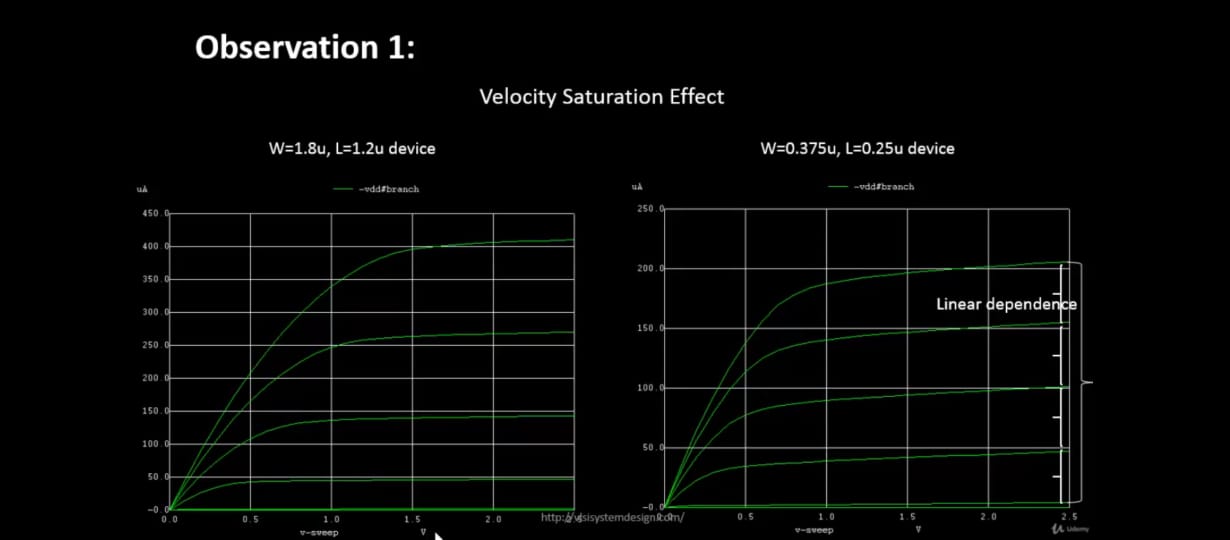 Observation 1:
Velocity Saturation Effect
W=1.8u, L=1.2u device
W=0.375u, L=0.25u device
uA
-vdd#branch
450.0
400.0
350.0
300.0
250.0
200.0
150.0
100.0
50.0
-0.0
0.0 0.5 1.0 1.5 2.0
v-sweep V
uA
-vdd#branch
250.0
200.0
150.0
100.0
50.0
-0.0
Linear dependence
0.5 1.0 1.5 2.0 2.5
v-sweep V
http://vlsisystemdesign.com/
Udemy